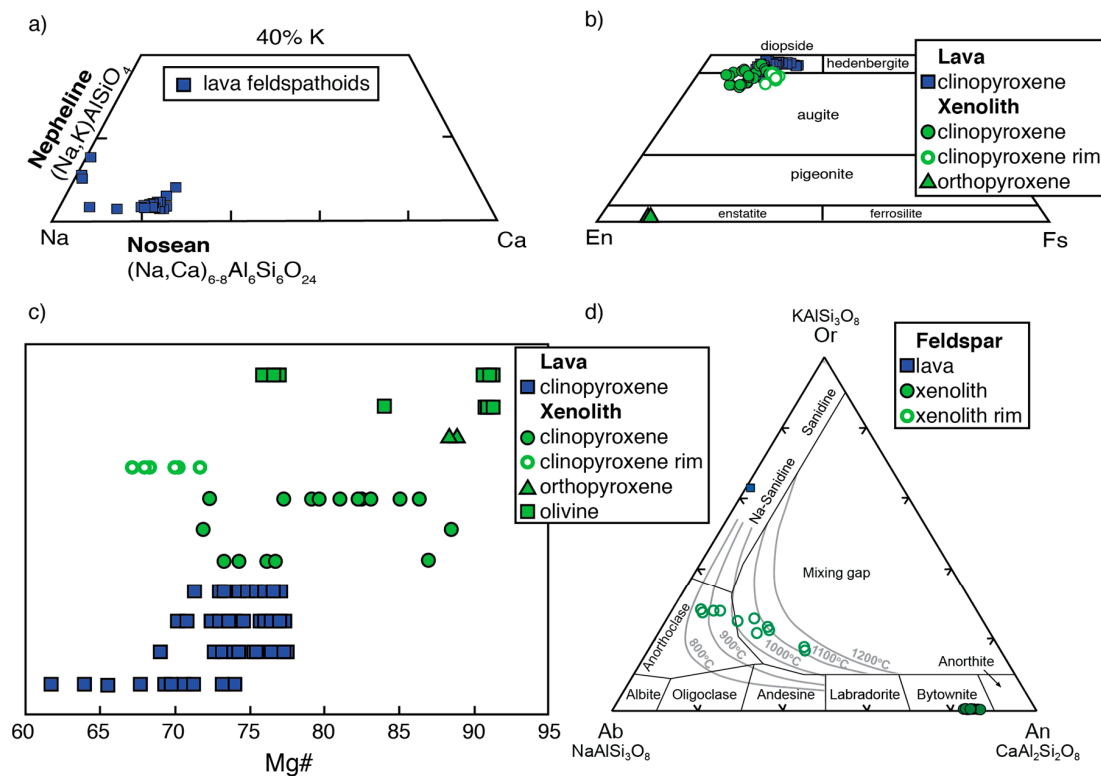 a)
40% K
lava feldspathoids
Nepheline
(Na,K)AlSiO4
Na
Ca
Nosean
(Na,Ca)6-8Al6Si6O24
b)
diopside
hedenbergite
augite
pigeonite
enstatite
ferrosilite
En
Fs
Lava
clinopyroxene
Xenolith
clinopyroxene
clinopyroxene rim
orthopyroxene
c)
Lava
clinopyroxene
Xenolith
clinopyroxene
clinopyroxene rim
orthopyroxene
olivine
60
65
70
75
80
85
90
95
Mg#
d)
KAlSi3O8
Or
Feldspar
lava
xenolith
xenolith rim
Sanidine
Na-Sanidine
Mixing gap
Anorthoclase
800°C
900°C
1000°C
1100°C
1200°C
Anorthite
Albite
Oligoclase
Andesine
Labradorite
Bytownite
Ab
An
NaAlSi3O8
CaAl2Si2O8